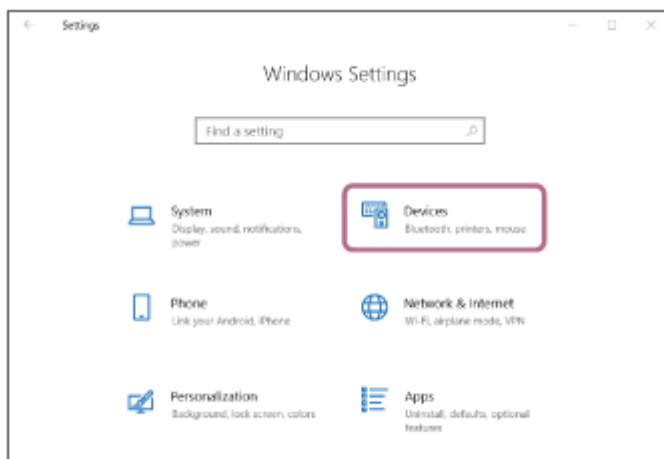 Settings
Windows Settings
Find a setting
System
Display, sound, notifications,
power
Devices
Bluetooth, printers, mouse
Phone
Link your Android, iPhone
Network & Internet
Wi-Fi, airplane mode, VPN
Personalization
Background, lock screen, colors
Apps
Uninstall, defaults, optional
features